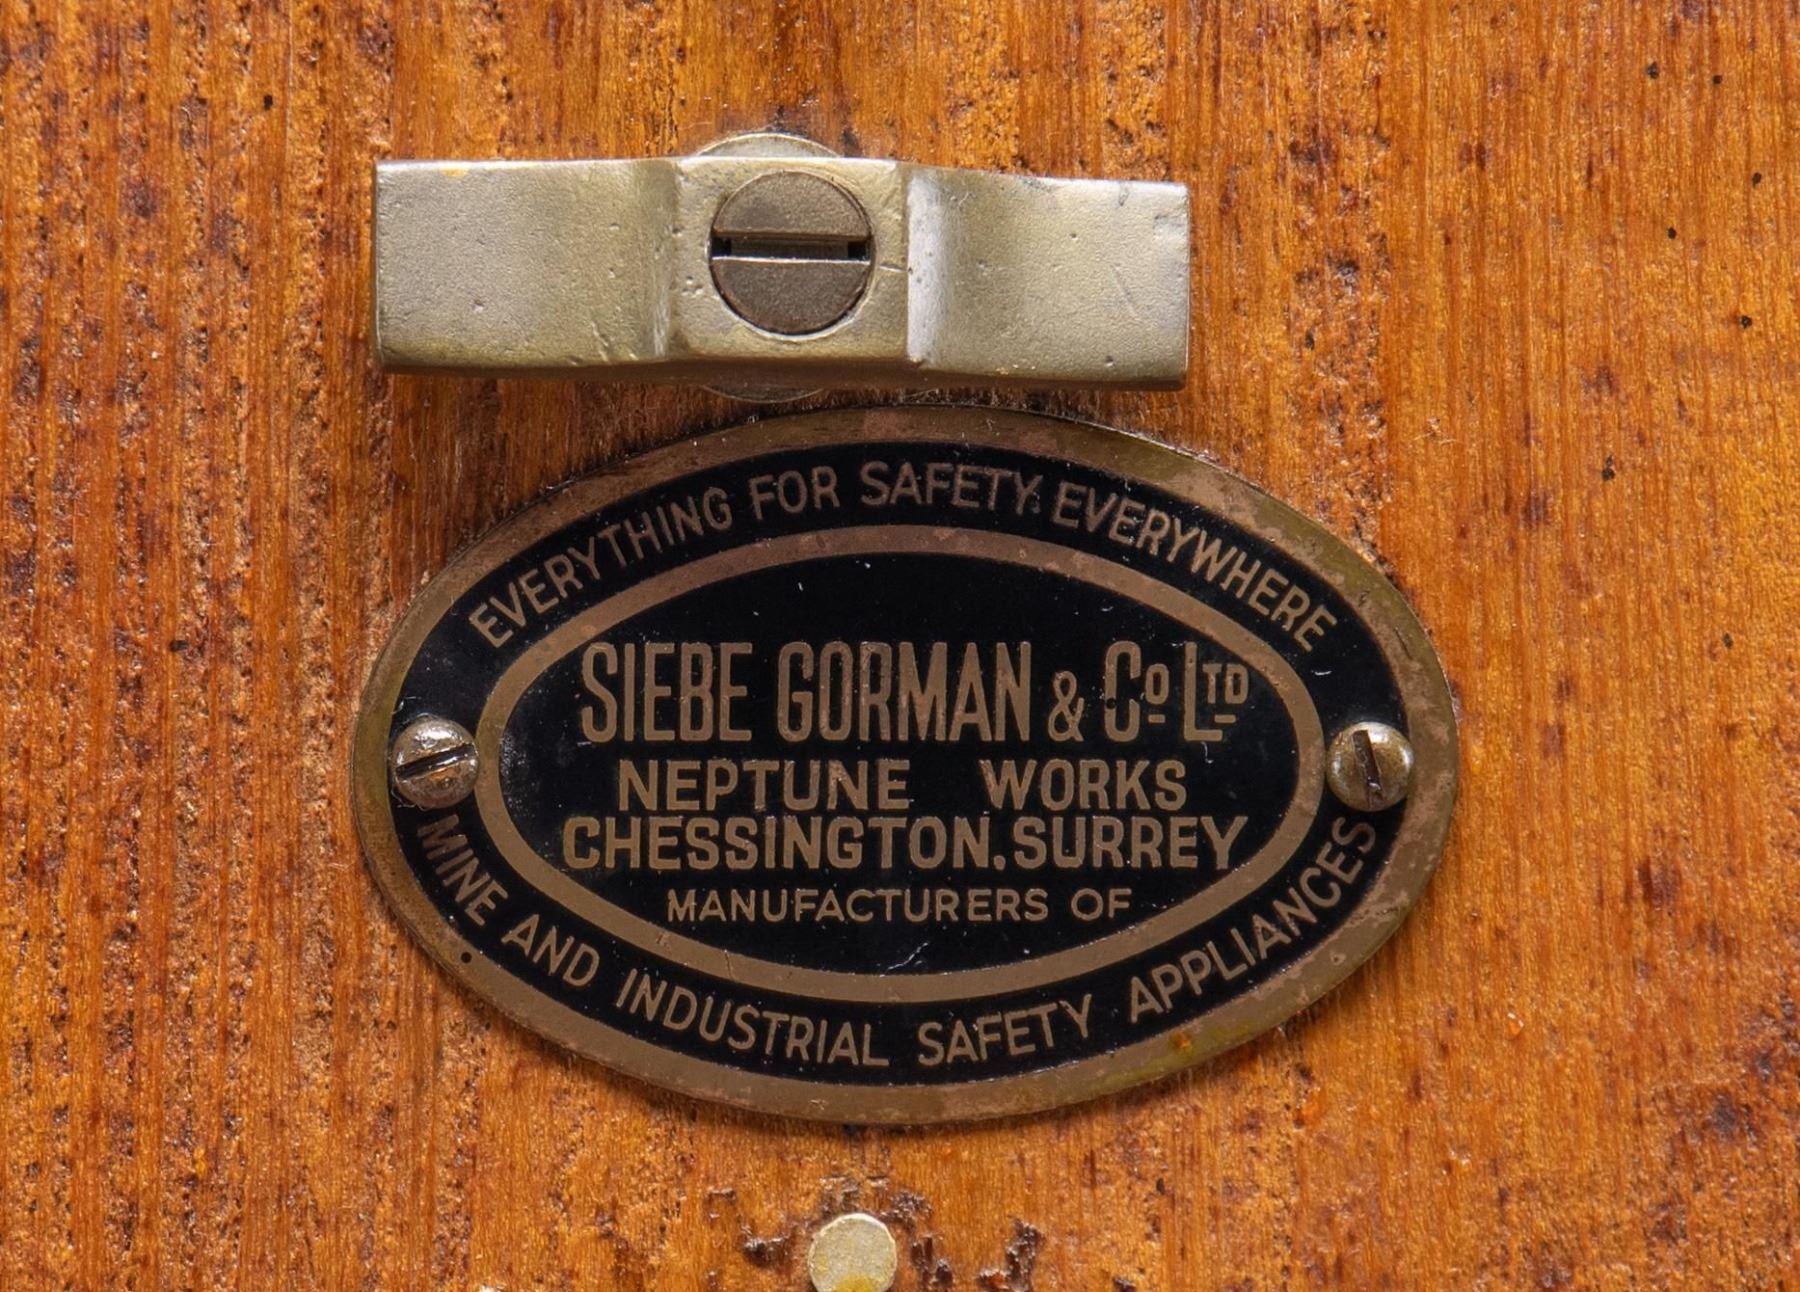 EVERYTHING FOR SAFETY. EVERYWHERE
SIEBE GORMAN & Co LTD
NEPTUNE WORKS
CHESSINGTON. SURREY
MANUFACTURERS OF
MINE AND INDUSTRIAL SAFETY APPLIANCES